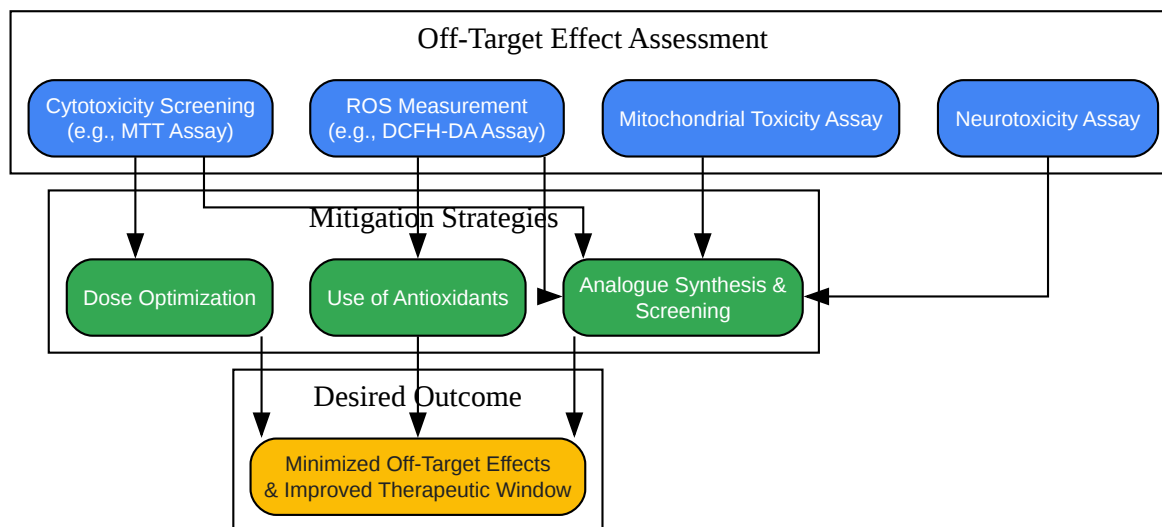 Off-Target Effect Assessment
Cytotoxicity Screening
(e.g., MTT Assay)
ROS Measurement
(e.g., DCFH-DA Assay)
Mitochondrial Toxicity Assay
Neurotoxicity Assay
Mitigation Strategies
Dose Optimization
Use of Antioxidants
Analogue Synthesis &
Screening
Desired Outcome
Minimized Off-Target Effects
& Improved Therapeutic Window